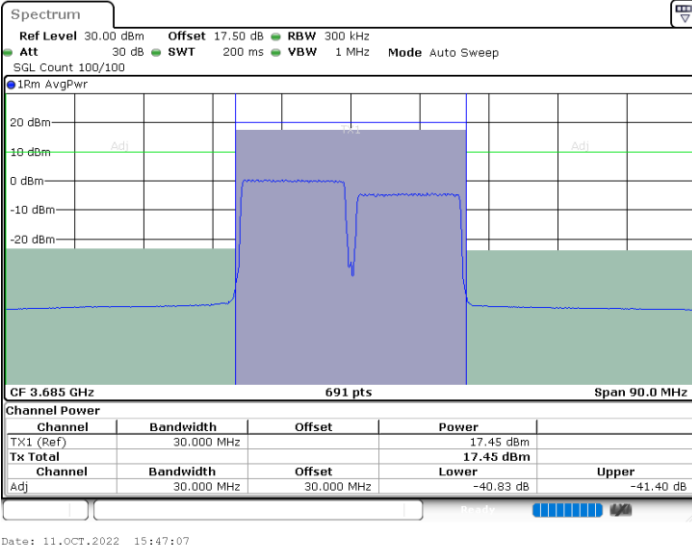 Spectrum
Ref Level 30.00 dBm Offset 17.50 dB RBW 300 kHz
Att 30 dB SWT 200 ms VBW 1 MHz Mode Auto Sweep
SGL Count 100/100
1Rm AvgPwr
20 dBm
TX1
Adj Adj
10 dBm
0 dBm
-10 dBm
-20 dBm
CF 3.685 GHz 691 pts Span 90.0 MHz
Channel Power
Channel Bandwidth Offset Power
TX1 (Ref) 30.000 MHz 17.45 dBm
Tx Total 17.45 dBm
Channel Bandwidth Offset Lower Upper
Adj 30.000 MHz 30.000 MHz -40.83 dB -41.40 dB
Ready
Date: 11.OCT.2022 15:47:07